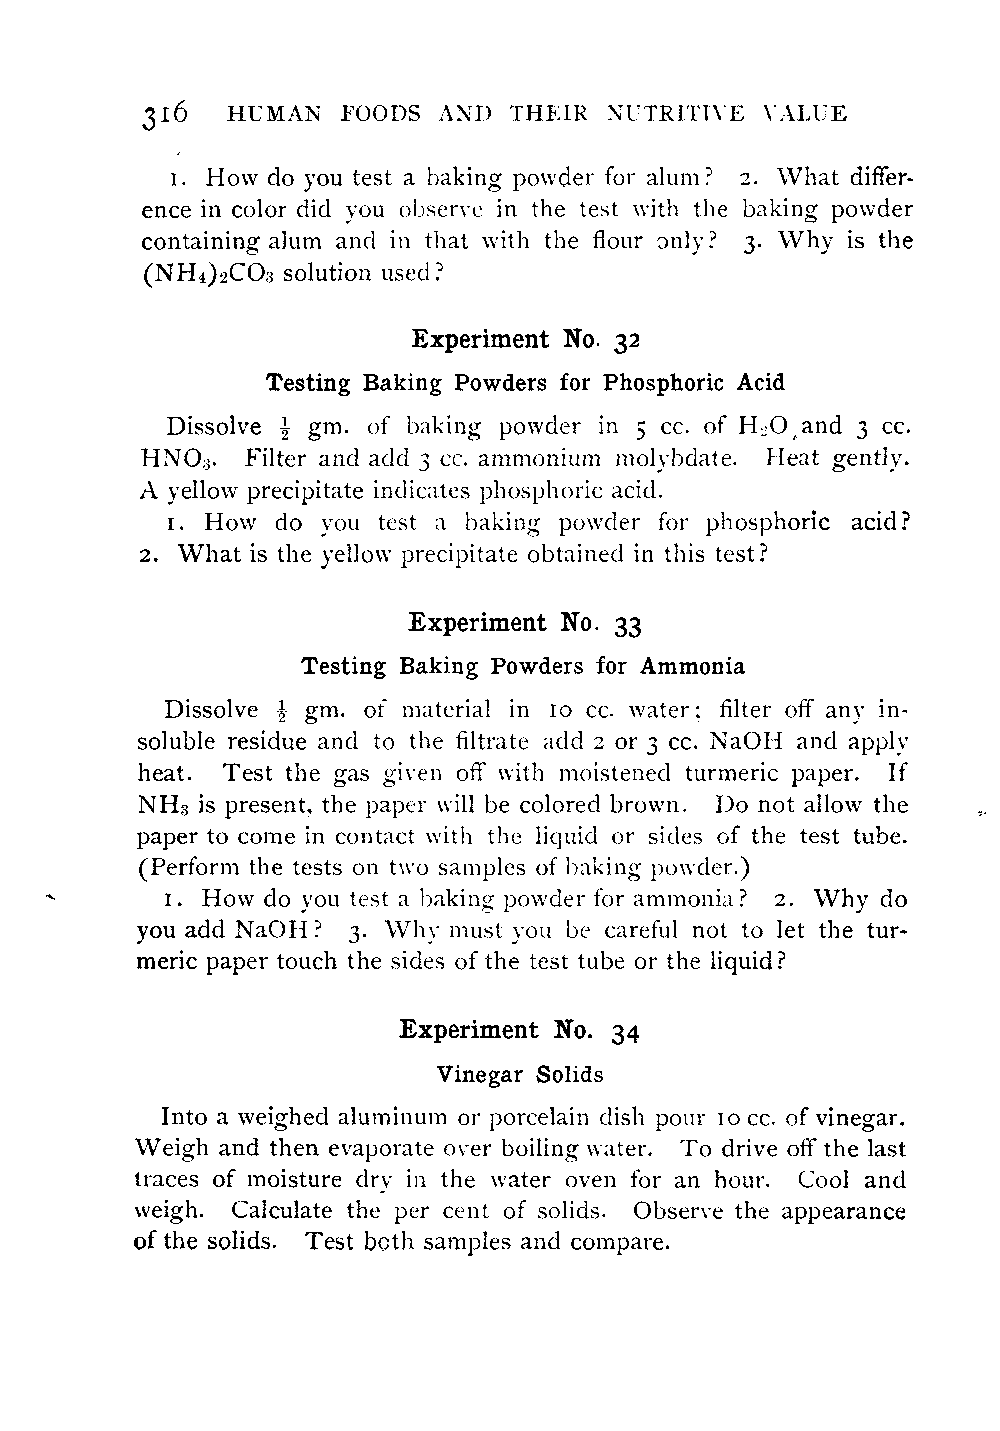 316 HUMAN FOODS AND THEIR NUTRITIVE VALUE
1. How do you test a baking powder for alum? 2. What differ-
ence in color did you observe in the test with the baking powder
containing alum and in that with the flour only? 3. Why is the
(NH₄)₂CO₃ solution used?
Experiment No. 32
Testing Baking Powders for Phosphoric Acid
Dissolve ½ gm. of baking powder in 5 cc. of H₂O and 3 cc.
HNO₃. Filter and add 3 cc. ammonium molybdate. Heat gently.
A yellow precipitate indicates phosphoric acid.
1. How do you test a baking powder for phosphoric acid?
2. What is the yellow precipitate obtained in this test?
Experiment No. 33
Testing Baking Powders for Ammonia
Dissolve ½ gm. of material in 10 cc. water; filter off any in-
soluble residue and to the filtrate add 2 or 3 cc. NaOH and apply
heat. Test the gas given off with moistened turmeric paper. If
NH₃ is present, the paper will be colored brown. Do not allow the
paper to come in contact with the liquid or sides of the test tube.
(Perform the tests on two samples of baking powder.)
1. How do you test a baking powder for ammonia? 2. Why do
you add NaOH? 3. Why must you be careful not to let the tur-
meric paper touch the sides of the test tube or the liquid?
Experiment No. 34
Vinegar Solids
Into a weighed aluminum or porcelain dish pour 10 cc. of vinegar.
Weigh and then evaporate over boiling water. To drive off the last
traces of moisture dry in the water oven for an hour. Cool and
weigh. Calculate the per cent of solids. Observe the appearance
of the solids. Test both samples and compare.